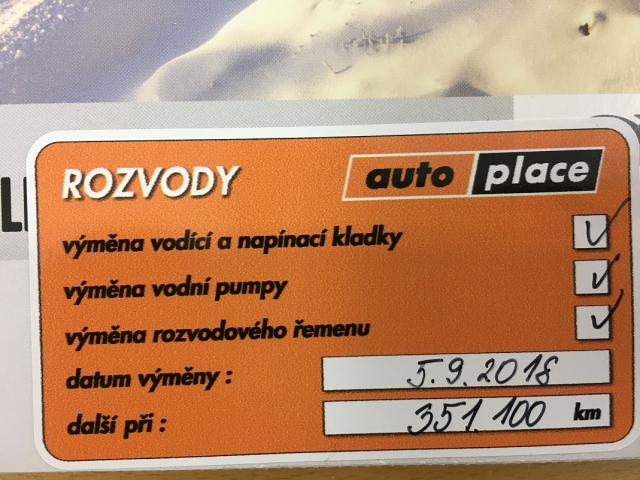 ROZVODY
auto place
výměna vodící a napínací kladky
výměna vodní pumpy
výměna rozvodového řemenu
datum výměny : 5.9.2018
další při : 351.100 km